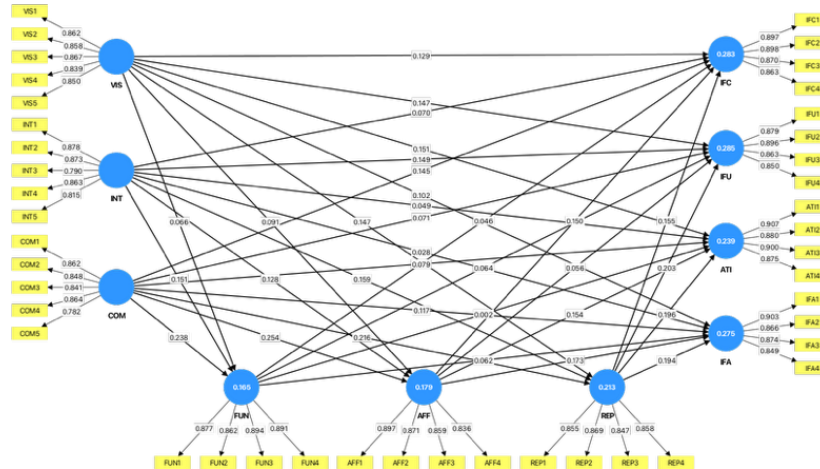 VIS1
VIS2
VIS3
VIS4
VIS5
0.862
0.858
0.867
0.839
0.850
VIS
INT1
INT2
INT3
INT4
INT5
0.878
0.873
0.790
0.863
0.815
INT
COM1
COM2
COM3
COM4
COM5
0.862
0.848
0.841
0.864
0.782
COM
0.129
0.147
0.070
0.151
0.149
0.145
0.102
0.049
0.071
0.066
0.091
0.147
0.046
0.150
0.155
0.026
0.079
0.064
0.056
0.203
0.151
0.128
0.159
0.117
0.002
0.154
0.196
0.238
0.254
0.216
0.062
0.173
0.194
0.283
IFC
0.897
0.898
0.870
0.863
IFC1
IFC2
IFC3
IFC4
0.285
IFU
0.879
0.896
0.863
0.850
IFU1
IFU2
IFU3
IFU4
0.239
ATI
0.907
0.880
0.900
0.875
ATI1
ATI2
ATI3
ATI4
0.275
IFA
0.903
0.866
0.874
0.849
IFA1
IFA2
IFA3
IFA4
0.165
FUN
0.877
0.862
0.894
0.891
FUN1
FUN2
FUN3
FUN4
0.179
AFF
0.897
0.871
0.859
0.836
AFF1
AFF2
AFF3
AFF4
0.213
REP
0.855
0.869
0.847
0.858
REP1
REP2
REP3
REP4